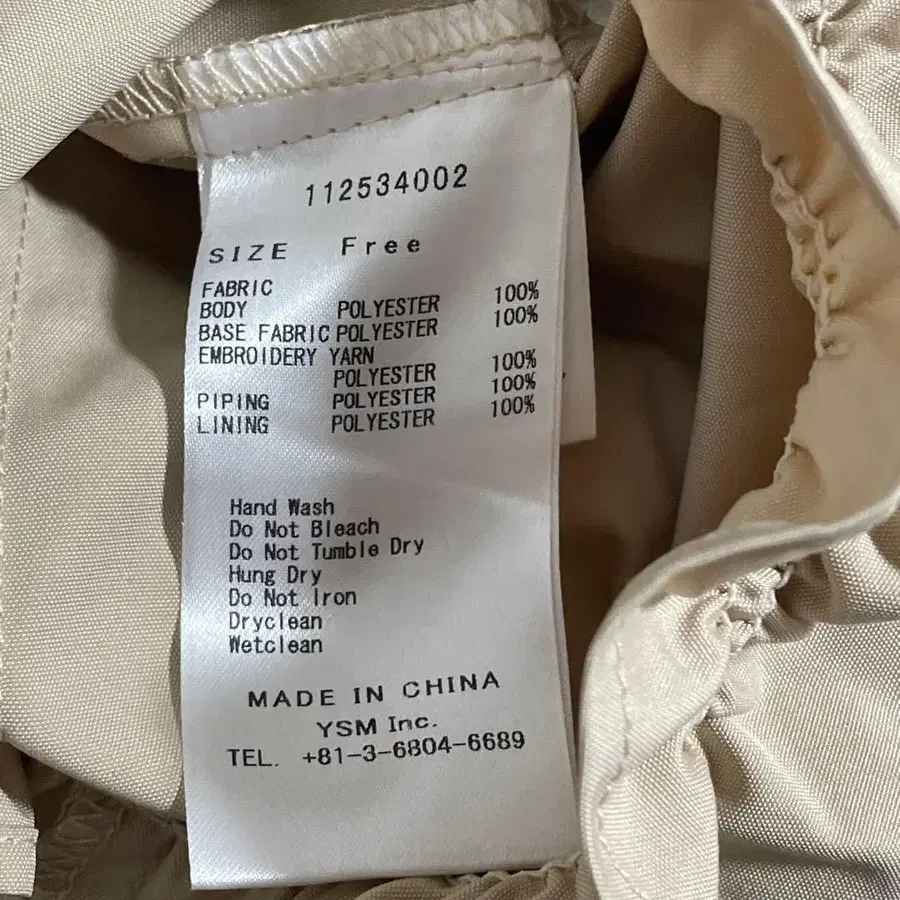 112534002
SIZE Free
FABRIC
BODY POLYESTER 100%
BASE FABRIC POLYESTER 100%
EMBROIDERY YARN
POLYESTER 100%
PIPING POLYESTER 100%
LINING POLYESTER 100%
Hand Wash
Do Not Bleach
Do Not Tumble Dry
Hung Dry
Do Not Iron
Dryclean
Wetclean
MADE IN CHINA
YSM Inc.
TEL. +81-3-6804-6689